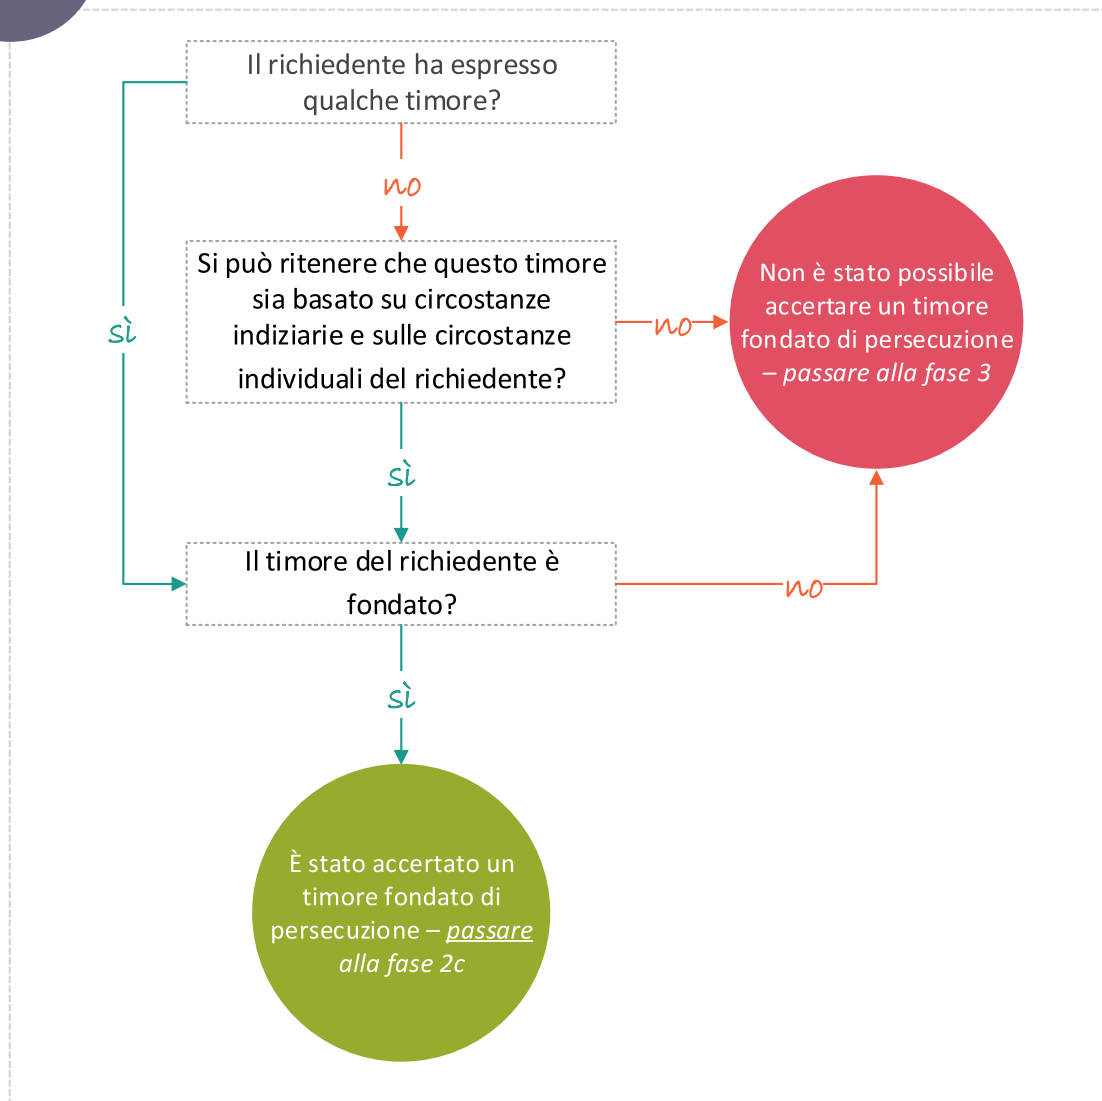 Il richiedente ha espresso
qualche timore?
no
Si può ritenere che questo timore
sia basato su circostanze
indiziarie e sulle circostanze
individuali del richiedente?
no
Non è stato possibile
accertare un timore
fondato di persecuzione
– passare alla fase 3
sì
sì
Il timore del richiedente è
fondato?
no
sì
È stato accertato un
timore fondato di
persecuzione – passare
alla fase 2c